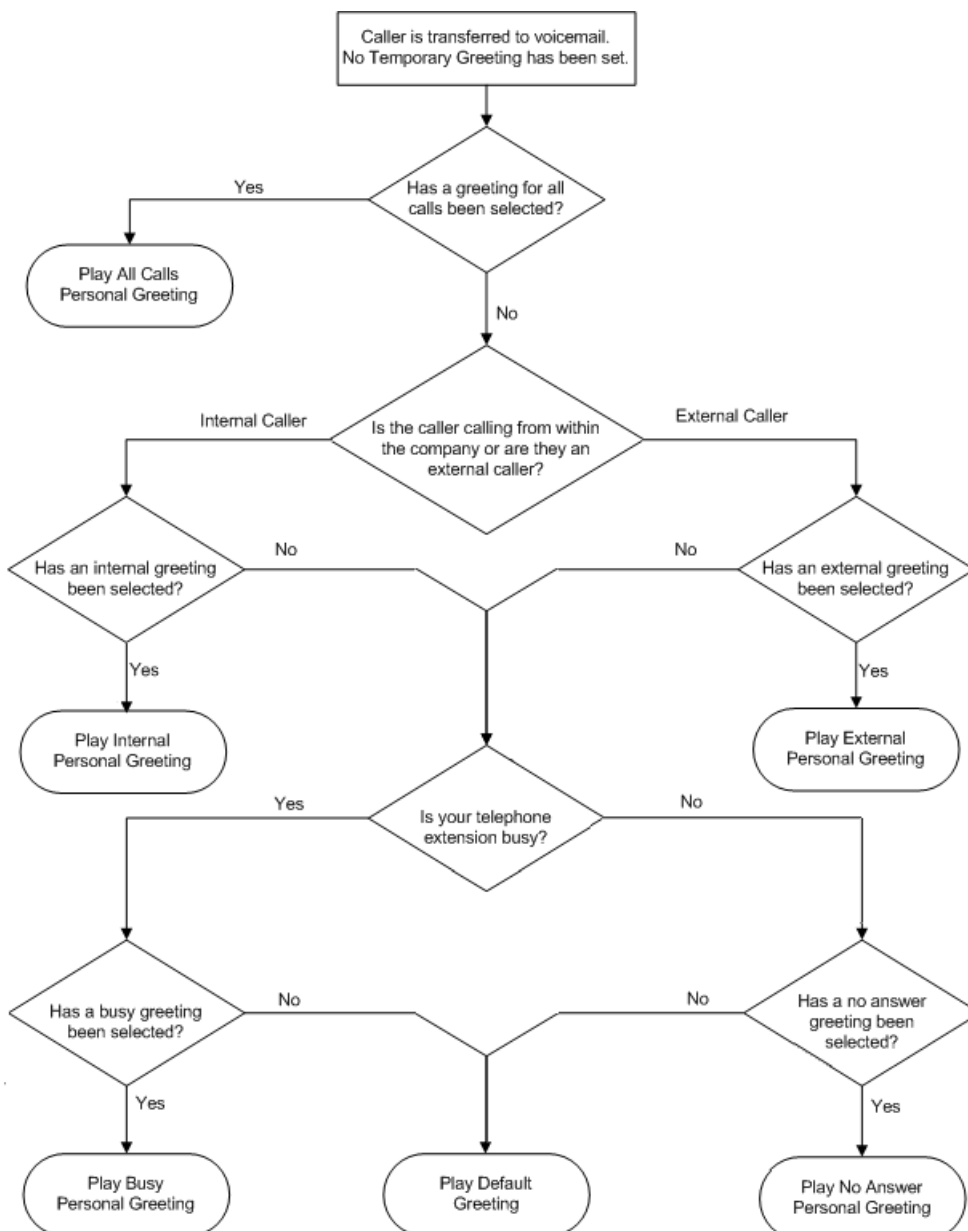 Caller is transferred to voicemail.
No Temporary Greeting has been set.
Has a greeting for all
calls been selected?
Yes
Play All Calls
Personal Greeting
No
Is the caller calling from within
the company or are they an
external caller?
Internal Caller
External Caller
Has an internal greeting
been selected?
No
No
Has an external greeting
been selected?
Yes
Yes
Play Internal
Personal Greeting
Play External
Personal Greeting
Is your telephone
extension busy?
Yes
No
Has a busy greeting
been selected?
No
No
Has a no answer
greeting been
selected?
Yes
Yes
Play Busy
Personal Greeting
Play Default
Greeting
Play No Answer
Personal Greeting